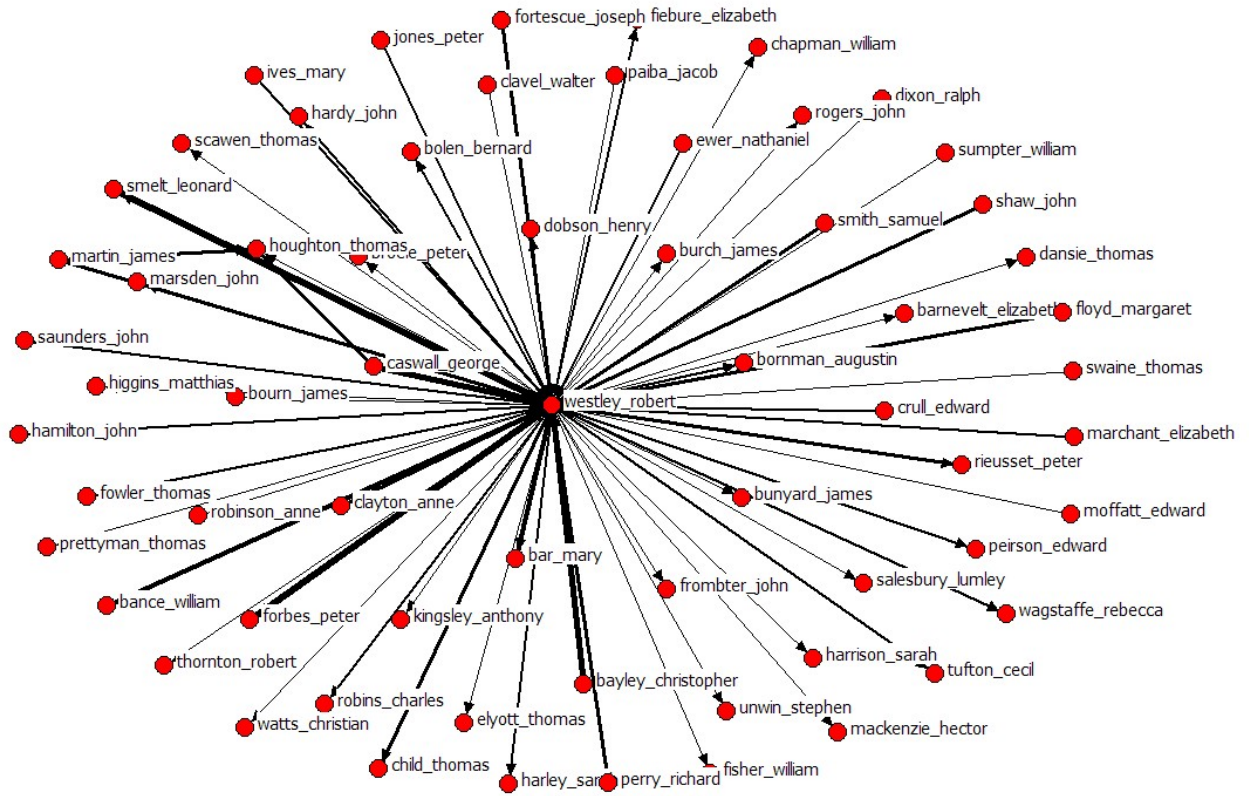 fortescue_joseph
fiebure_elizabeth
jones_peter
chapman_william
ives_mary
clavel_walter
paiba_jacob
dixon_ralph
hardy_john
rogers_john
scawen_thomas
bolen_bernard
ewer_nathaniel
sumpter_william
smelt_leonard
shaw_john
dobson_henry
smith_samuel
houghton_thomas
martin_james
burch_james
dansie_thomas
marsden_john
barnevelt_elizabeth
floyd_margaret
saunders_john
caswall_george
bornman_augustin
swaine_thomas
higgins_matthias
bourn_james
westley_robert
crull_edward
hamilton_john
marchant_elizabeth
rieusset_peter
fowler_thomas
clayton_anne
bunyard_james
robinson_anne
moffatt_edward
prettyman_thomas
peirson_edward
bar_mary
frombter_john
salesbury_lumley
bance_william
wagstaffe_rebecca
forbes_peter
kingsley_anthony
harrison_sarah
thornton_robert
tufton_cecil
bayley_christopher
robins_charles
unwin_stephen
watts_christian
elyott_thomas
mackenzie_hector
child_thomas
fisher_william
perry_richard